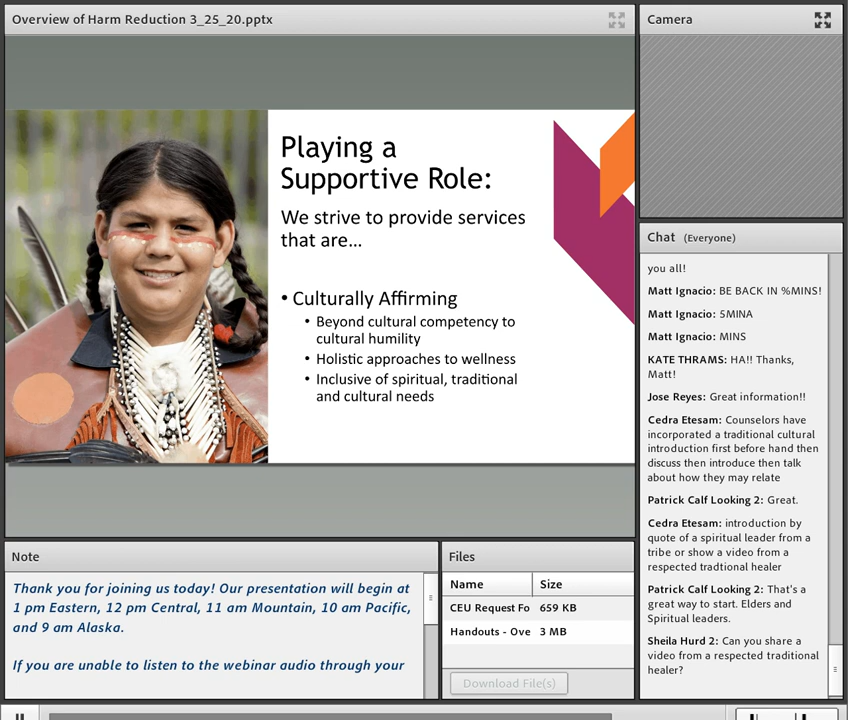 Overview of Harm Reduction 3_25_20.pptx
Playing a
Supportive Role:
We strive to provide services
that are...
• Culturally Affirming
• Beyond cultural competency to
cultural humility
• Holistic approaches to wellness
• Inclusive of spiritual, traditional
and cultural needs
Camera
Chat (Everyone)
you all!
Matt Ignacio: BE BACK IN %MINS!
Matt Ignacio: 5MINA
Matt Ignacio: MINS
KATE THRAMS: HA!! Thanks,
Matt!
Jose Reyes: Great information!!
Cedra Etesam: Counselors have
incorporated a traditional cultural
introduction first before hand then
discuss then introduce then talk
about how they may relate
Patrick Calf Looking 2: Great.
Cedra Etesam: introduction by
quote of a spiritual leader from a
tribe or show a video from a
respected tradtional healer
Patrick Calf Looking 2: That's a
great way to start. Elders and
Spiritual leaders.
Sheila Hurd 2: Can you share a
video from a respected traditional
healer?
Note
Thank you for joining us today! Our presentation will begin at
1 pm Eastern, 12 pm Central, 11 am Mountain, 10 am Pacific,
and 9 am Alaska.
If you are unable to listen to the webinar audio through your
Files
Name Size
CEU Request Fo 659 KB
Handouts - Ove 3 MB
Download File(s)